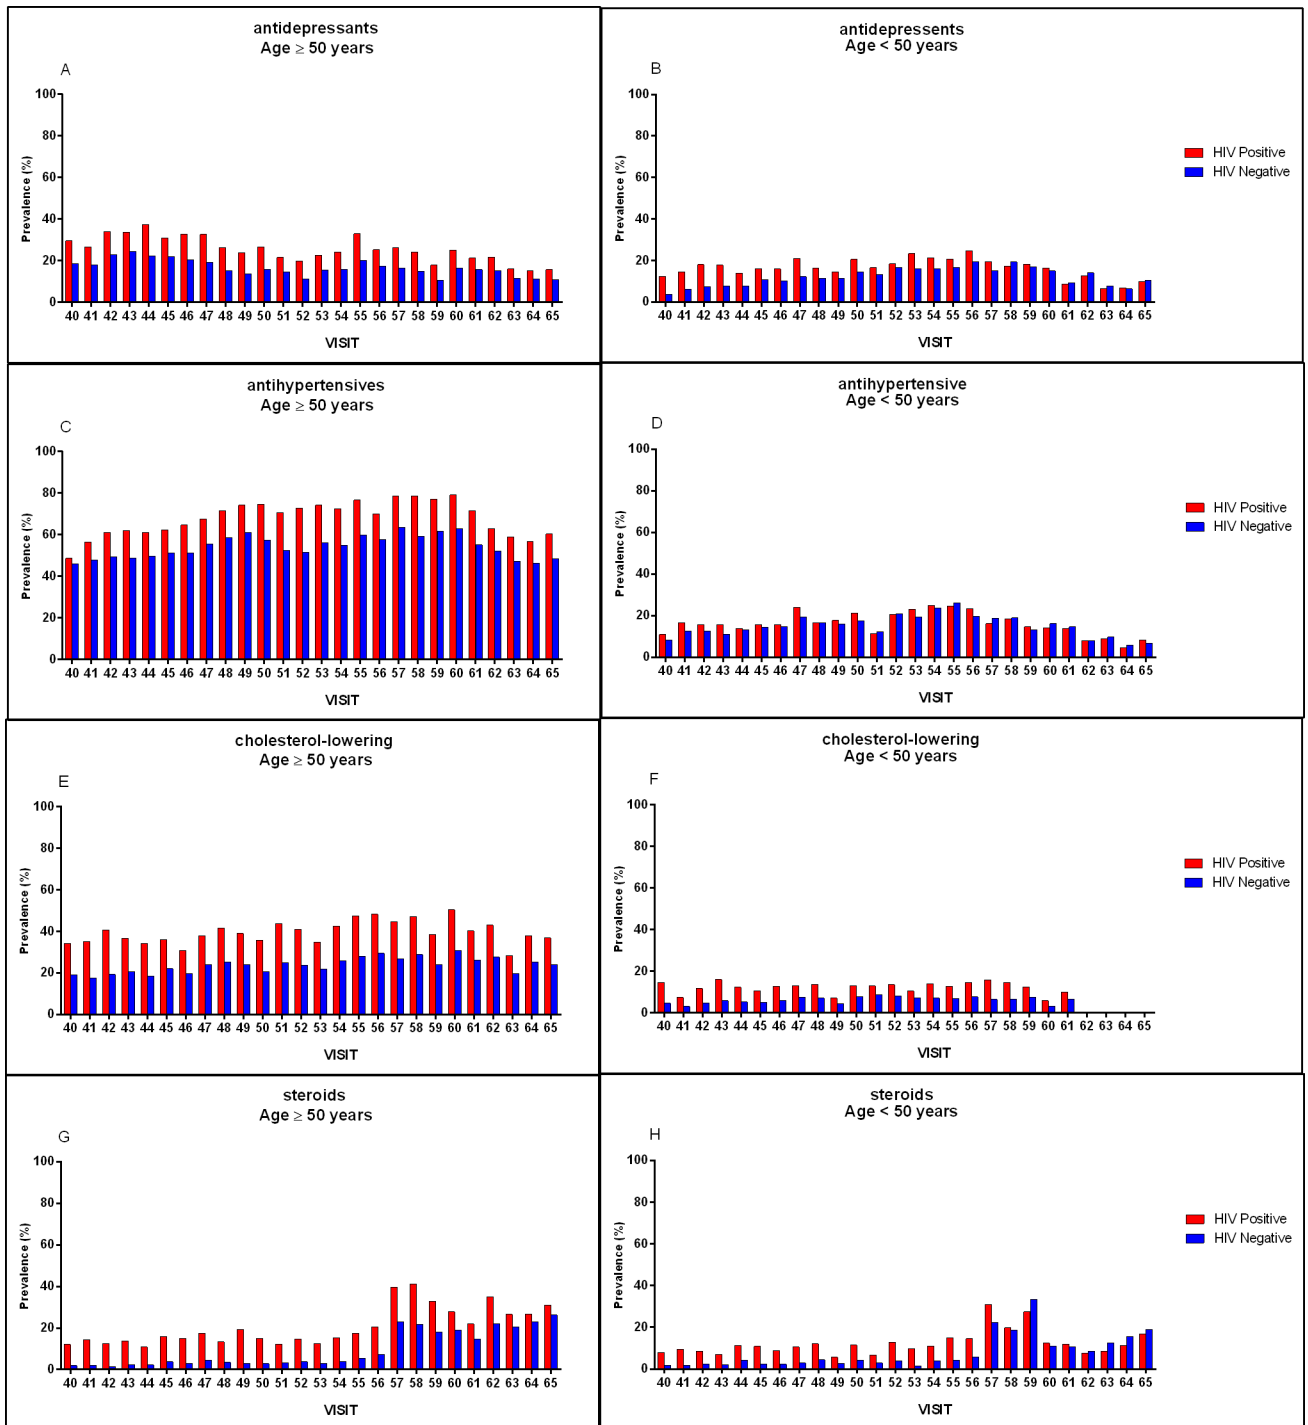 antidepressants
Age ≥ 50 years
A
100
80
60
40
20
0
Prevalence (%)
40 41 42 43 44 45 46 47 48 49 50 51 52 53 54 55 56 57 58 59 60 61 62 63 64 65
VISIT
antidepressents
Age < 50 years
B
100
80
60
40
20
0
Prevalence (%)
40 41 42 43 44 45 46 47 48 49 50 51 52 53 54 55 56 57 58 59 60 61 62 63 64 65
VISIT
HIV Positive
HIV Negative
antihypertensives
Age ≥ 50 years
C
100
80
60
40
20
0
Prevalence (%)
40 41 42 43 44 45 46 47 48 49 50 51 52 53 54 55 56 57 58 59 60 61 62 63 64 65
VISIT
antihypertensive
Age < 50 years
D
100
80
60
40
20
0
Prevalence (%)
40 41 42 43 44 45 46 47 48 49 50 51 52 53 54 55 56 57 58 59 60 61 62 63 64 65
VISIT
HIV Positive
HIV Negative
cholesterol-lowering
Age ≥ 50 years
E
100
80
60
40
20
0
Prevalence (%)
40 41 42 43 44 45 46 47 48 49 50 51 52 53 54 55 56 57 58 59 60 61 62 63 64 65
VISIT
cholesterol-lowering
Age < 50 years
F
100
80
60
40
20
0
Prevalence (%)
40 41 42 43 44 45 46 47 48 49 50 51 52 53 54 55 56 57 58 59 60 61 62 63 64 65
VISIT
HIV Positive
HIV Negative
steroids
Age ≥ 50 years
G
100
80
60
40
20
0
Prevalence (%)
40 41 42 43 44 45 46 47 48 49 50 51 52 53 54 55 56 57 58 59 60 61 62 63 64 65
VISIT
steroids
Age < 50 years
H
100
80
60
40
20
0
Prevalence (%)
40 41 42 43 44 45 46 47 48 49 50 51 52 53 54 55 56 57 58 59 60 61 62 63 64 65
VISIT
HIV Positive
HIV Negative